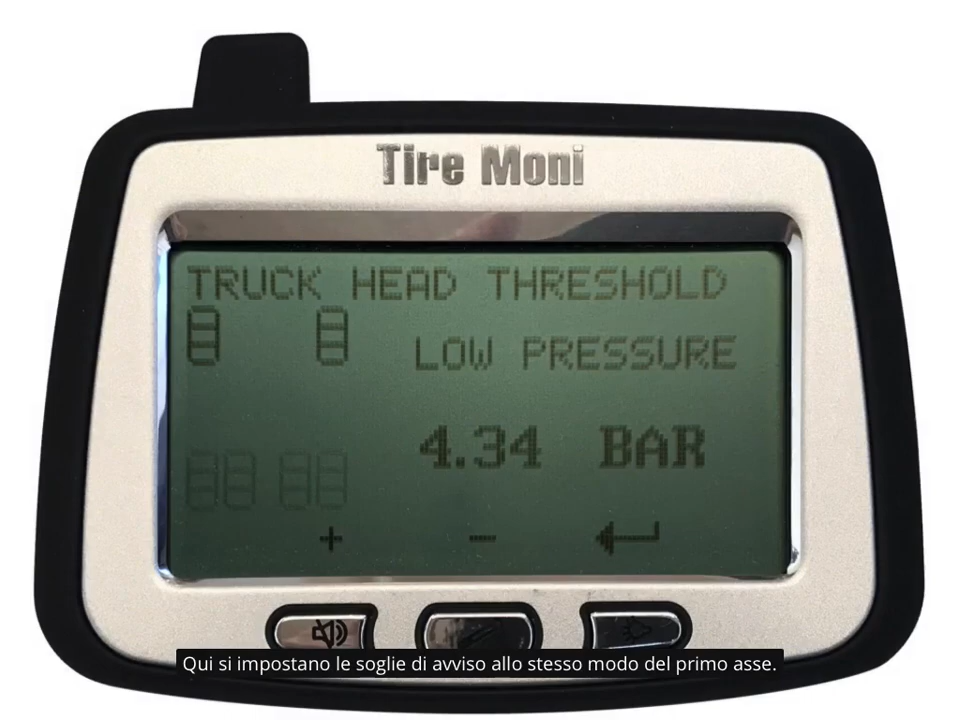 Tire Moni
TRUCK HEAD THRESHOLD
LOW PRESSURE
4.34 BAR
+ -
Qui si impostano le soglie di avviso allo stesso modo del primo asse.